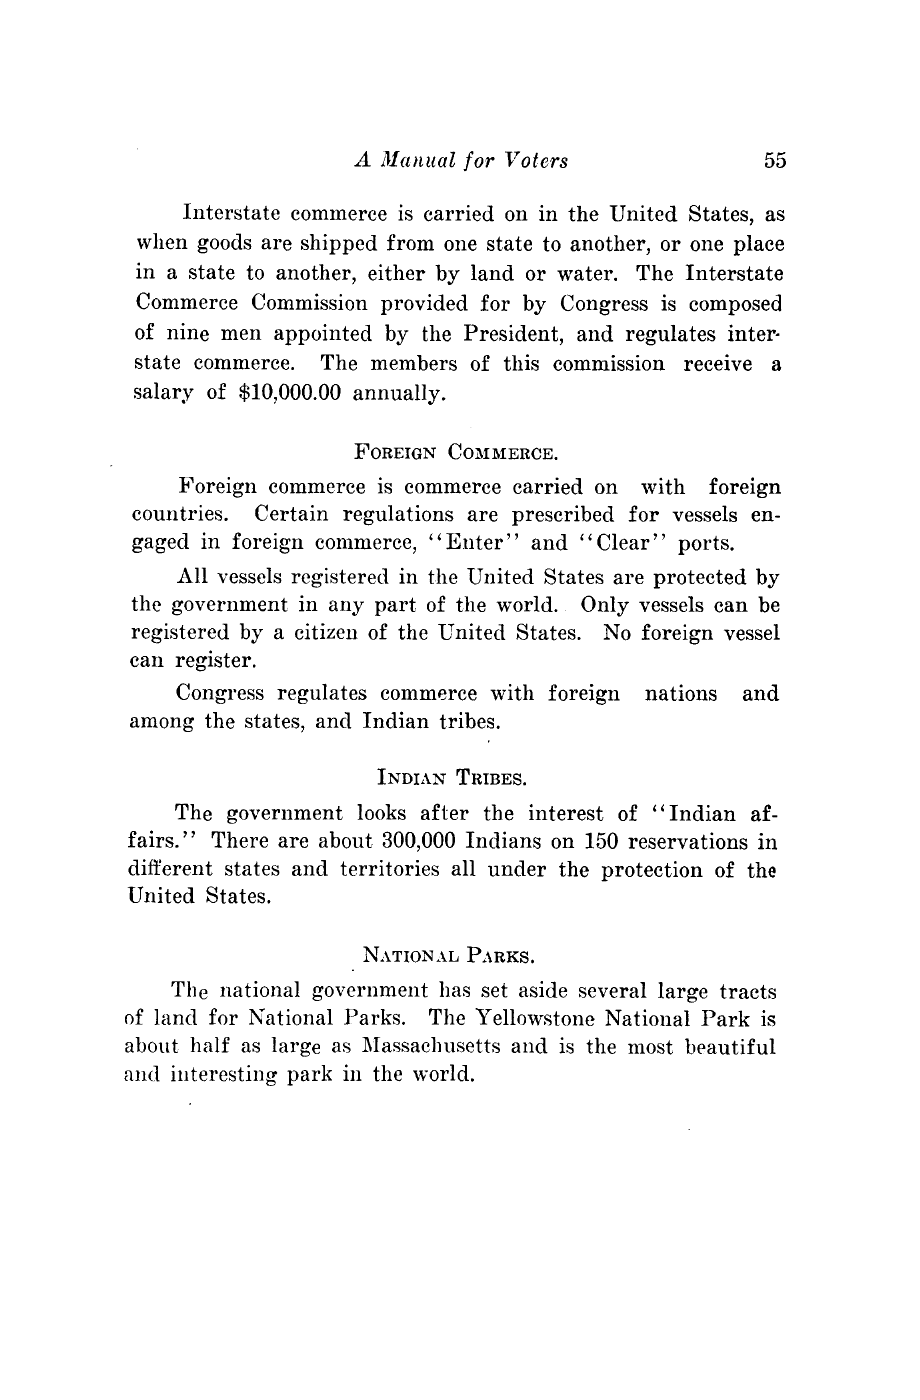 A Manual for Voters 55
Interstate commerce is carried on in the United States, as
when goods are shipped from one state to another, or one place
in a state to another, either by land or water. The Interstate
Commerce Commission provided for by Congress is composed
of nine men appointed by the President, and regulates inter-
state commerce. The members of this commission receive a
salary of $10,000.00 annually.
FOREIGN COMMERCE.
Foreign commerce is commerce carried on with foreign
countries. Certain regulations are prescribed for vessels en-
gaged in foreign commerce, ‘‘Enter’’ and ‘‘Clear’’ ports.
All vessels registered in the United States are protected by
the government in any part of the world. Only vessels can be
registered by a citizen of the United States. No foreign vessel
can register.
Congress regulates commerce with foreign nations and
among the states, and Indian tribes.
INDIAN TRIBES.
The government looks after the interest of ‘‘Indian af-
fairs.’’ There are about 300,000 Indians on 150 reservations in
different states and territories all under the protection of the
United States.
NATIONAL PARKS.
The national government has set aside several large tracts
of land for National Parks. The Yellowstone National Park is
about half as large as Massachusetts and is the most beautiful
and interesting park in the world.